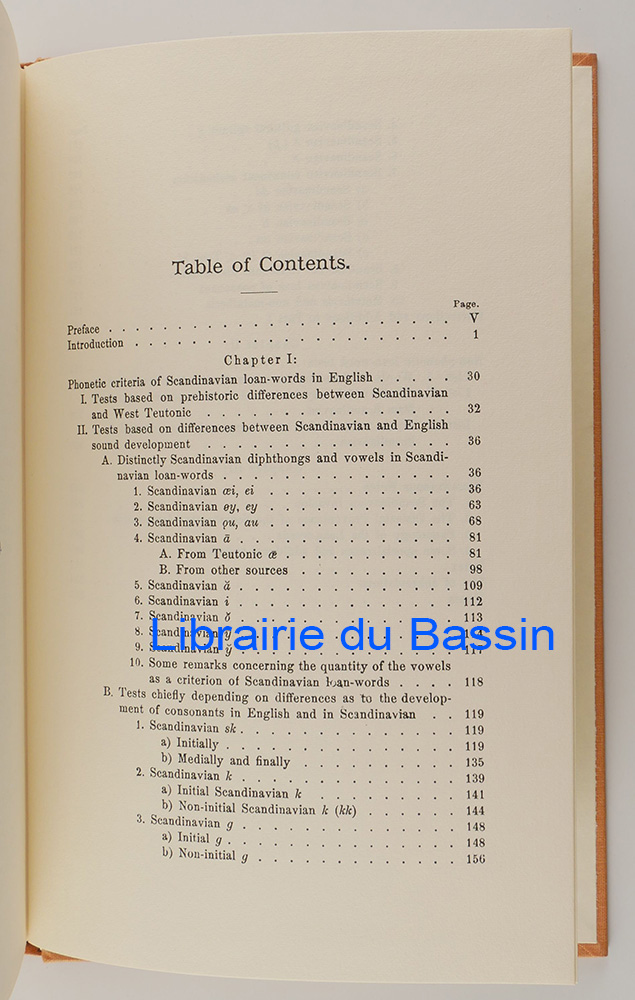 Table of Contents.
Page.
Preface . . . . . . . . . . . . . . . . . . . . V
Introduction . . . . . . . . . . . . . . . . . . 1
Chapter I:
Phonetic criteria of Scandinavian loan-words in English . . . . . 30
I. Tests based on prehistoric differences between Scandinavian
and West Teutonic . . . . . . . . . . . . . . 32
II. Tests based on differences between Scandinavian and English
sound development . . . . . . . . . . . . . . 36
A. Distinctly Scandinavian diphthongs and vowels in Scandi-
navian loan-words . . . . . . . . . . . . . 36
1. Scandinavian æi, ei . . . . . . . . . . . 36
2. Scandinavian øy, ey . . . . . . . . . . . 63
3. Scandinavian ǫu, au . . . . . . . . . . . 68
4. Scandinavian ā . . . . . . . . . . . . . 81
A. From Teutonic æ . . . . . . . . . . 81
B. From other sources . . . . . . . . . 98
5. Scandinavian ă . . . . . . . . . . . . . 109
6. Scandinavian i . . . . . . . . . . . . . 112
7. Scandinavian ŏ . . . . . . . . . . . . . 113
8. Scandinavian
9. Scandinavian y̆ . . . . . . . . . . . . . 117
10. Some remarks concerning the quantity of the vowels
as a criterion of Scandinavian loan-words . . . . 118
B. Tests chiefly depending on differences as to the develop-
ment of consonants in English and in Scandinavian . . 119
1. Scandinavian sk . . . . . . . . . . . . . 119
a) Initially . . . . . . . . . . . . . . 119
b) Medially and finally . . . . . . . . . 135
2. Scandinavian k . . . . . . . . . . . . . 139
a) Initial Scandinavian k . . . . . . . . 141
b) Non-initial Scandinavian k (kk) . . . . . . 144
3. Scandinavian g . . . . . . . . . . . . . 148
a) Initial g . . . . . . . . . . . . . . 148
b) Non-initial g . . . . . . . . . . . . 156
Librairie du Bassin